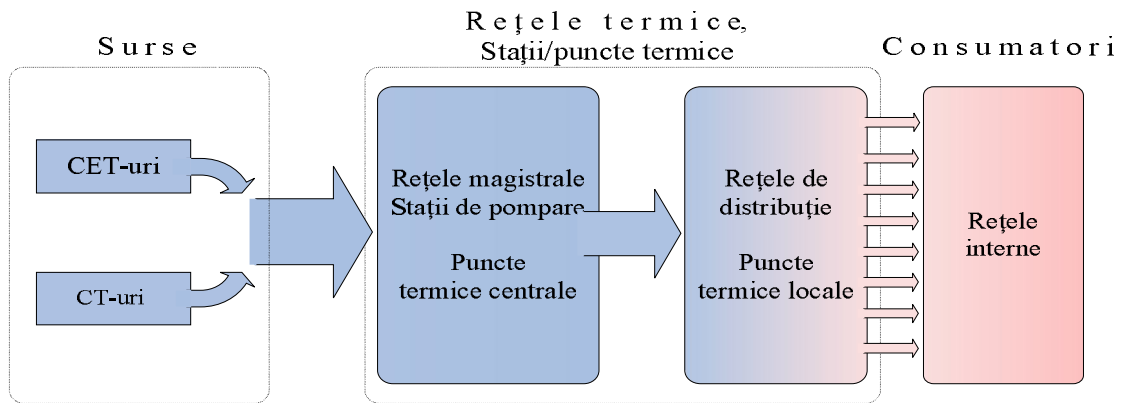 Surse
Rețele termice,
Stații/puncte termice
Consumatori
CET-uri
CT-uri
Rețele magistrale
Stații de pompare
Puncte
termice centrale
Rețele de
distribuție
Puncte
termice locale
Rețele
interne